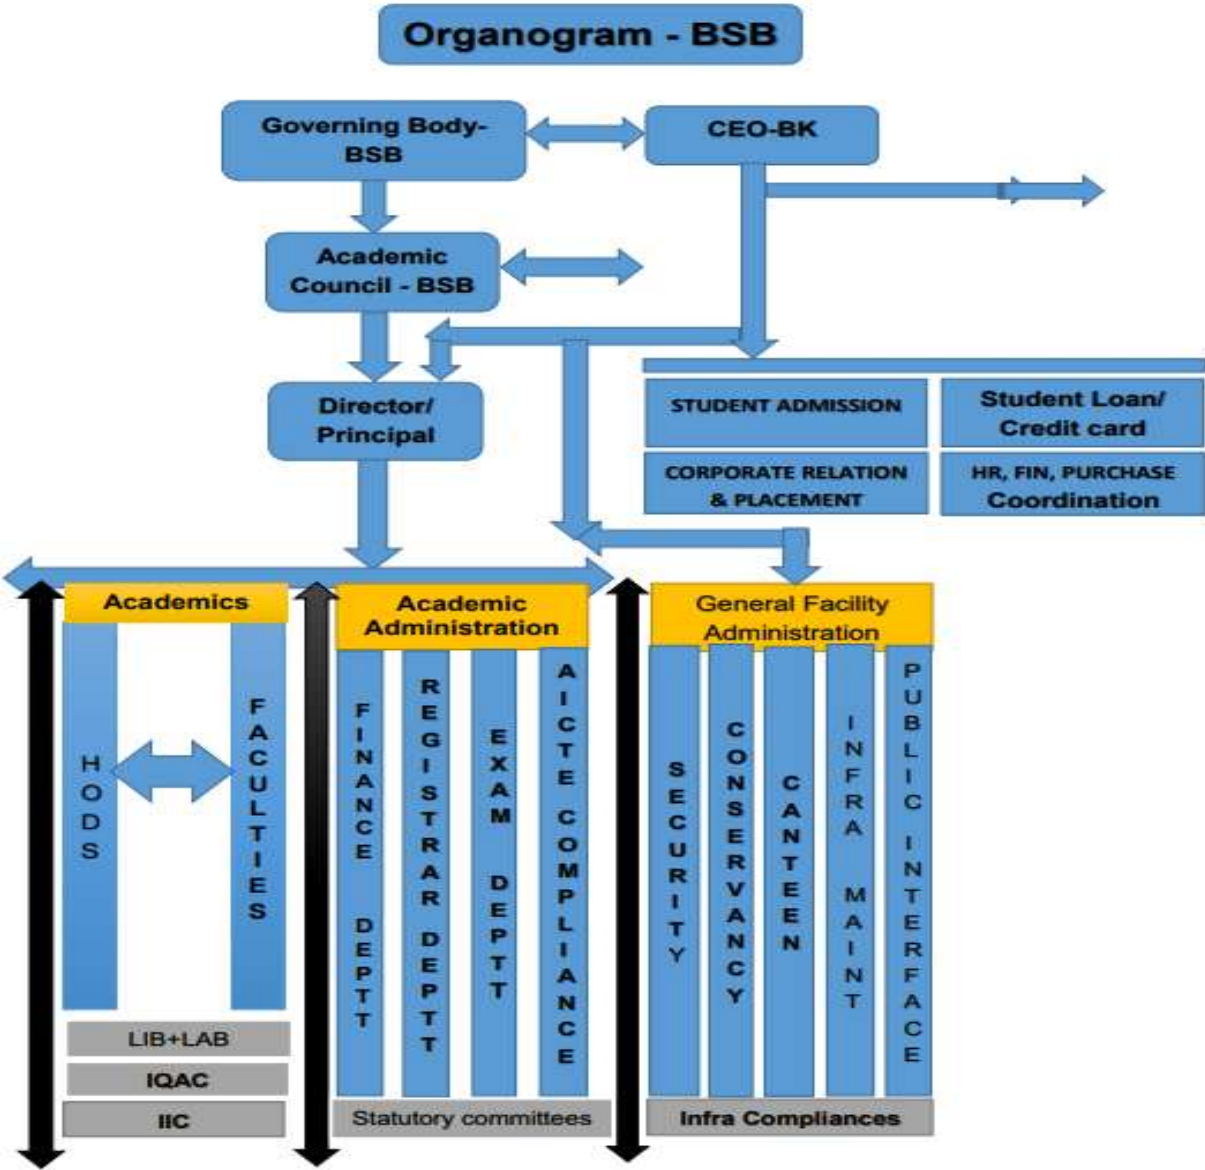 Organogram - BSB
Governing Body-
BSB
CEO-BK
Academic
Council - BSB
Director/
Principal
STUDENT ADMISSION
Student Loan/
Credit card
CORPORATE RELATION
& PLACEMENT
HR, FIN, PURCHASE
Coordination
Academics
Academic
Administration
General Facility
Administration
HODS
FACULTIES
FINANCE DEPTT
REGISTRAR DEPTT
EXAM DEPTT
AICTE COMPLIANCE
SECURITY
CONSERVANCY
CANTEEN
INFRA MAINT
PUBLIC INTERFACE
LIB+LAB
IQAC
IIC
Statutory committees
Infra Compliances